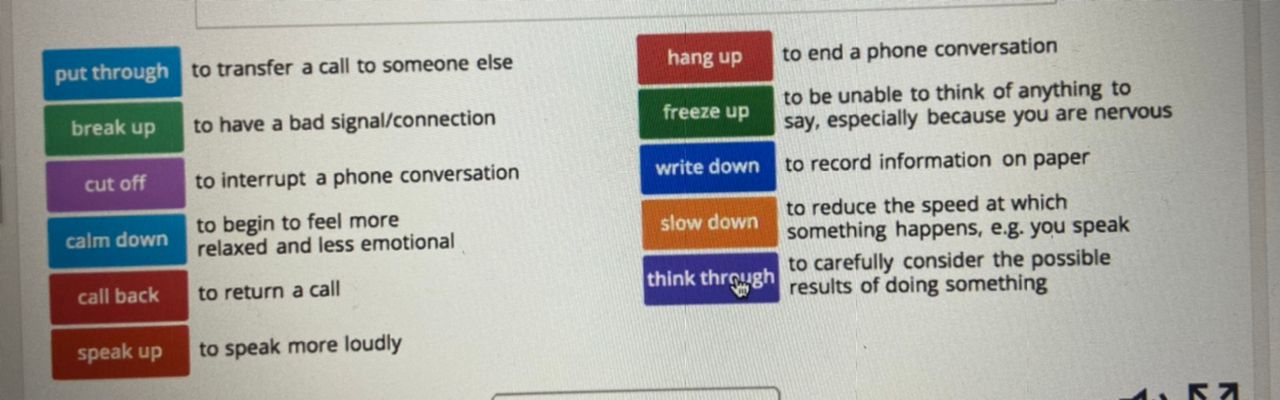 put through to transfer a call to someone else
break up to have a bad signal/connection
cut off to interrupt a phone conversation
calm down to begin to feel more
relaxed and less emotional
call back to return a call
speak up to speak more loudly
hang up to end a phone conversation
freeze up to be unable to think of anything to
say, especially because you are nervous
write down to record information on paper
slow down to reduce the speed at which
something happens, e.g. you speak
think through to carefully consider the possible
results of doing something